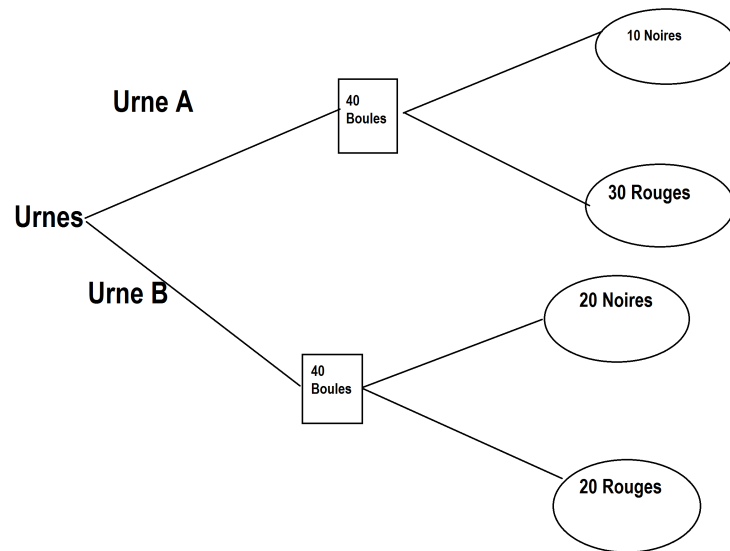 Urnes
Urne A
40
Boules
10 Noires
30 Rouges
Urne B
40
Boules
20 Noires
20 Rouges